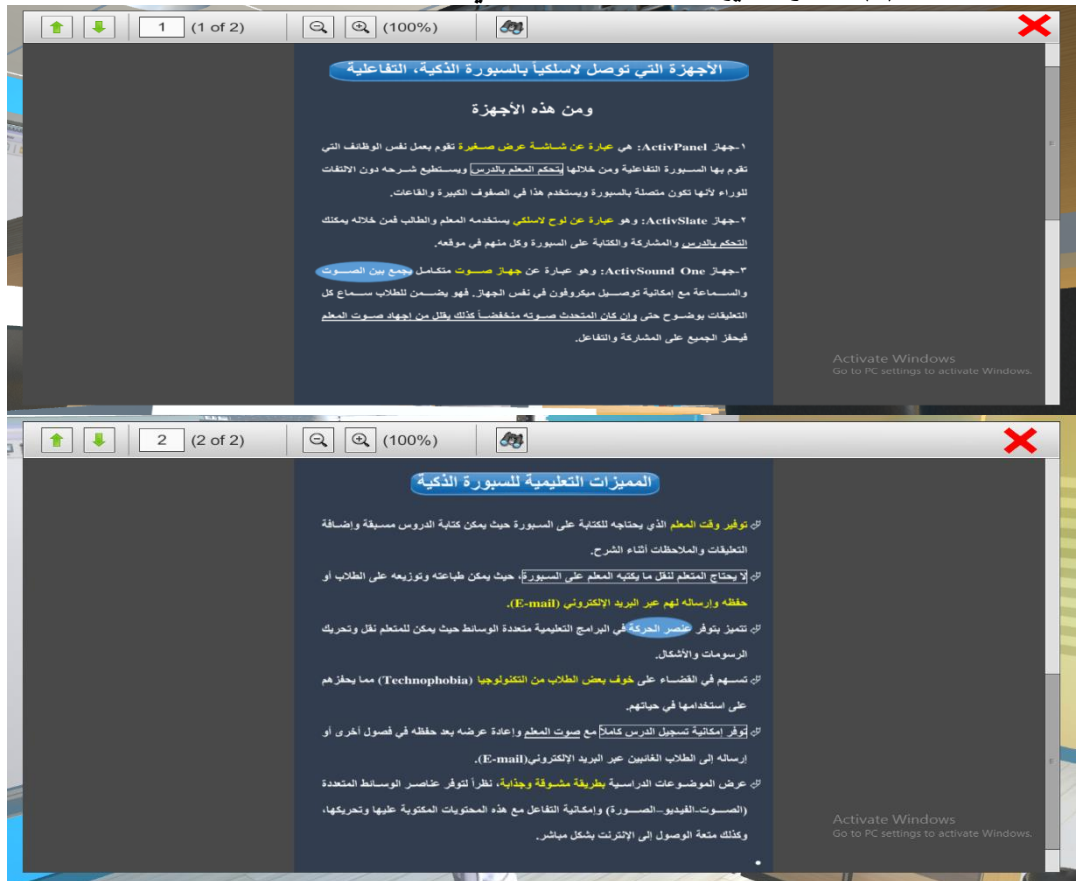 1 (1 of 2) (100%)
الأجهزة التي توصل لاسلكياً بالسبورة الذكية، التفاعلية
ومن هذه الأجهزة
١-جهاز ActivPanel: هي عبارة عن شاشة عرض صغيرة تقوم بعمل نفس الوظائف التي
تقوم بها السبورة التفاعلية ومن خلالها يتحكم المعلم بالدرس ويستطيع شرحه دون الالتفات
للوراء لأنها تكون متصلة بالسبورة ويستخدم هذا في الصفوف الكبيرة والقاعات.
٢-جهاز ActivSlate: وهو عبارة عن لوح لاسلكي يستخدمه المعلم والطالب فمن خلاله يمكنك
التحكم بالدرس والمشاركة والكتابة على السبورة وكل منهم في موقعه.
٣-جهاز ActivSound One: وهو عبارة عن جهاز صوت متكامل يجمع بين الصوت
والسماعة مع إمكانية توصيل ميكروفون في نفس الجهاز. فهو يضمن للطلاب سماع كل
التعليقات بوضوح حتى وإن كان المتحدث صوته منخفضاً كذلك يقلل من إجهاد صوت المعلم
فيحفز الجميع على المشاركة والتفاعل.
Activate Windows
Go to PC settings to activate Windows.
2 (2 of 2) (100%)
المميزات التعليمية للسبورة الذكية
توفير وقت المعلم الذي يحتاجه للكتابة على السبورة حيث يمكن كتابة الدروس مسبقة وإضافة
التعليقات والملاحظات أثناء الشرح.
لا يحتاج المتعلم لنقل ما يكتبه المعلم على السبورة، حيث يمكن طباعته وتوزيعه على الطلاب أو
حفظه وإرساله لهم عبر البريد الإلكتروني (E-mail).
تتميز بتوفر عنصر الحركة في البرامج التعليمية متعددة الوسائط حيث يمكن للمتعلم نقل وتحريك
الرسومات والأشكال.
تسهم في القضاء على خوف بعض الطلاب من التكنولوجيا (Technophobia) مما يحفزهم
على استخدامها في حياتهم.
توفر إمكانية تسجيل الدرس كاملاً مع صوت المعلم وإعادة عرضه بعد حفظه في فصول أخرى أو
إرساله إلى الطلاب الغائبين عبر البريد الإلكتروني(E-mail).
عرض الموضوعات الدراسية بطريقة مشوقة وجذابة، نظراً لتوفر عناصر الوسائط المتعددة
(الصوت-الفيديو-الصورة) وإمكانية التفاعل مع هذه المحتويات المكتوبة عليها وتحريكها،
وكذلك متعة الوصول إلى الإنترنت بشكل مباشر.
Activate Windows
Go to PC settings to activate Windows.